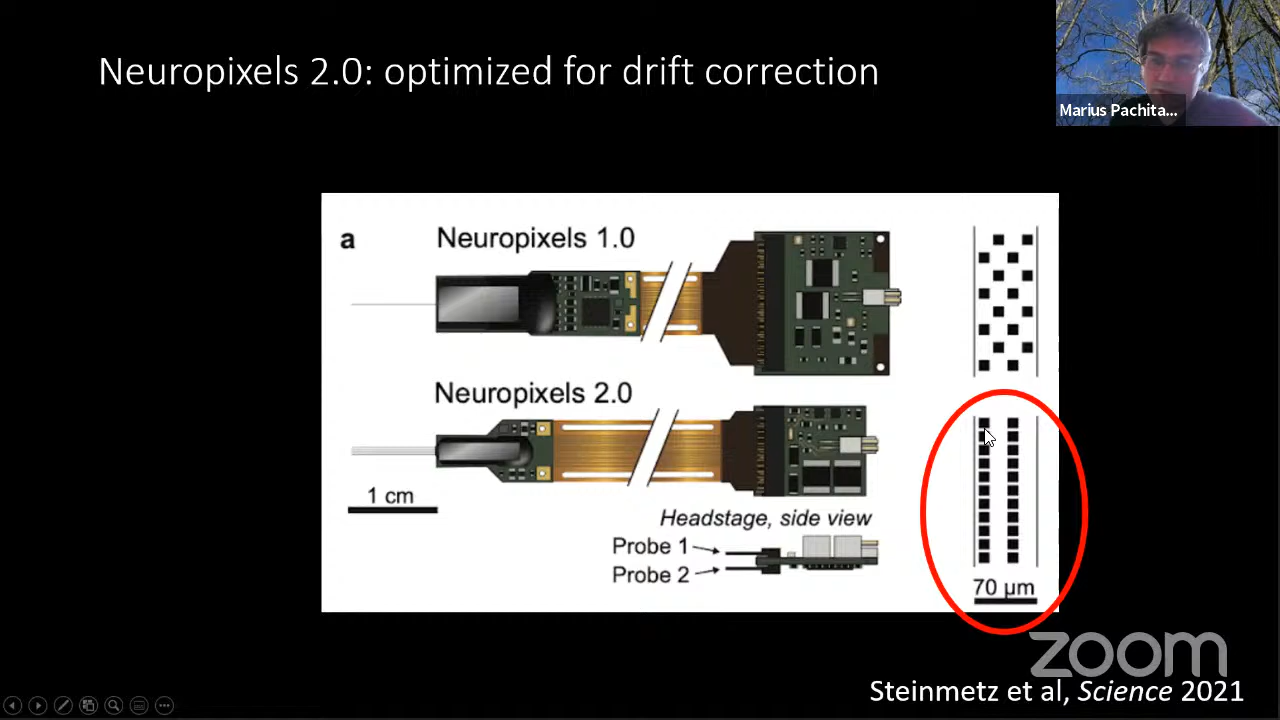 Neuropixels 2.0: optimized for drift correction
Marius Pachita...
a
Neuropixels 1.0
Neuropixels 2.0
1 cm
Headstage, side view
Probe 1
Probe 2
70 µm
zoom
Steinmetz et al, Science 2021